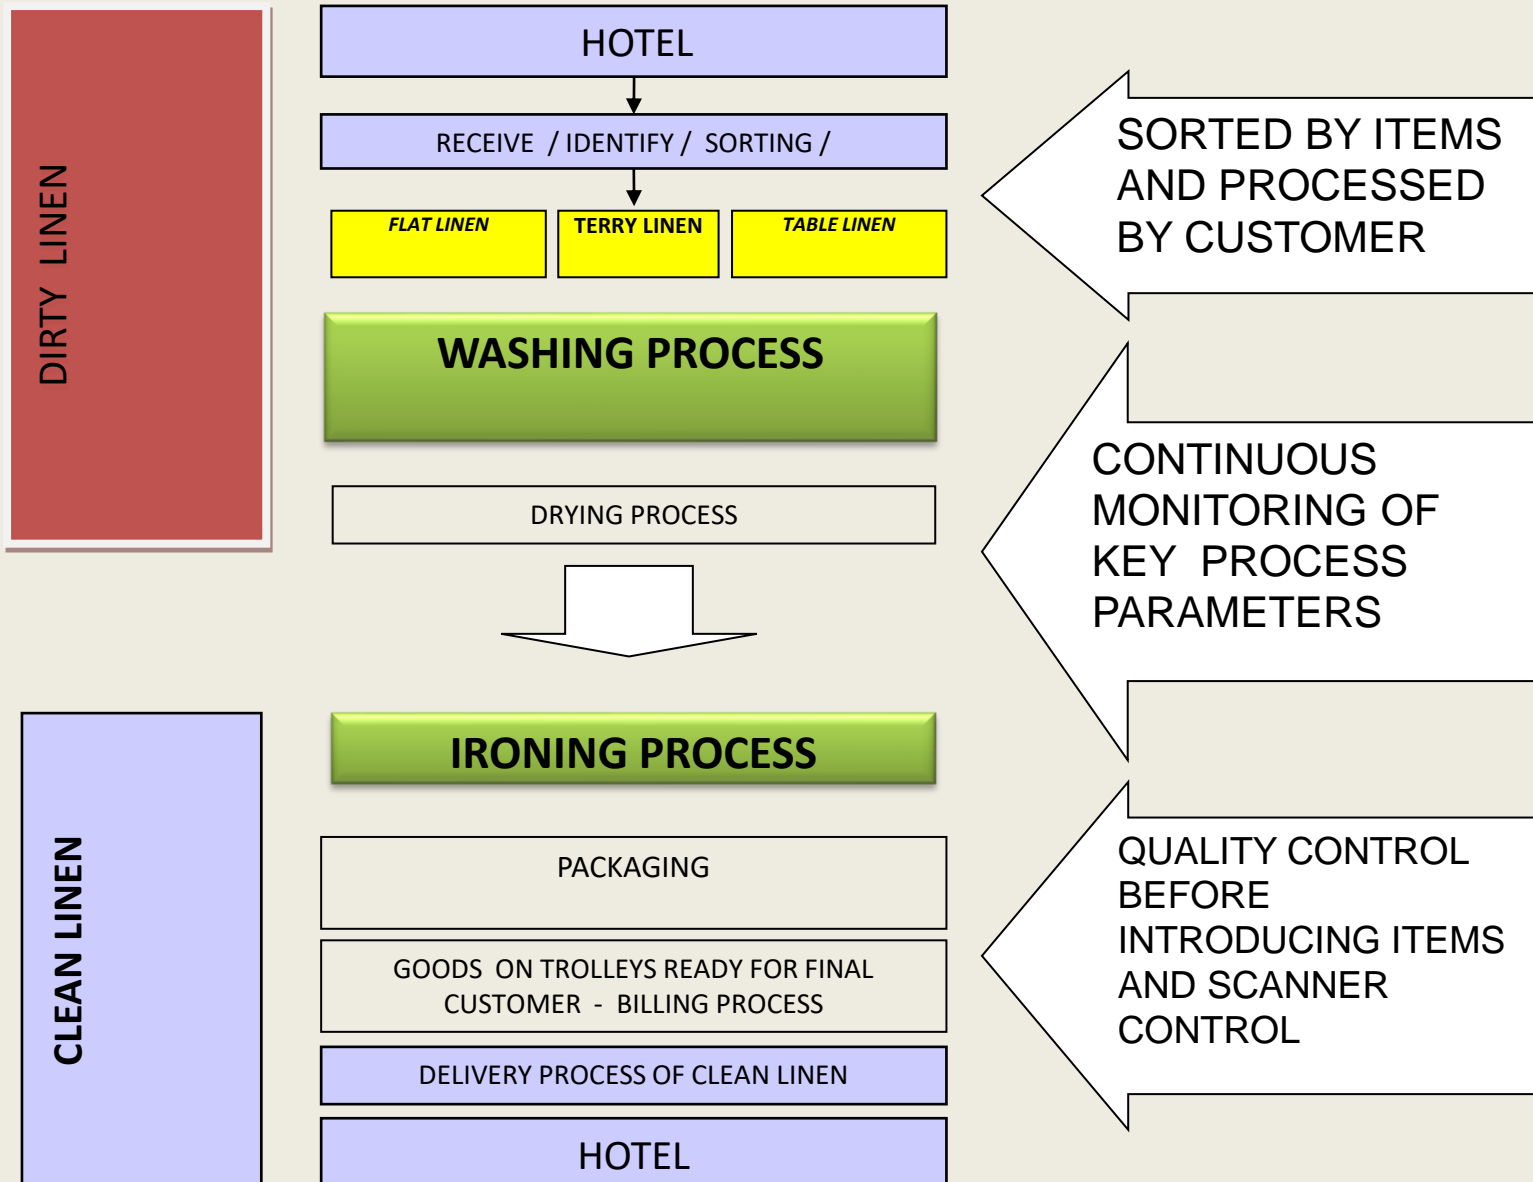 DIRTY LINEN
HOTEL
RECEIVE / IDENTIFY / SORTING /
FLAT LINEN
TERRY LINEN
TABLE LINEN
SORTED BY ITEMS
AND PROCESSED
BY CUSTOMER
WASHING PROCESS
DRYING PROCESS
CONTINUOUS
MONITORING OF
KEY PROCESS
PARAMETERS
CLEAN LINEN
IRONING PROCESS
PACKAGING
GOODS ON TROLLEYS READY FOR FINAL
CUSTOMER - BILLING PROCESS
DELIVERY PROCESS OF CLEAN LINEN
HOTEL
QUALITY CONTROL
BEFORE
INTRODUCING ITEMS
AND SCANNER
CONTROL